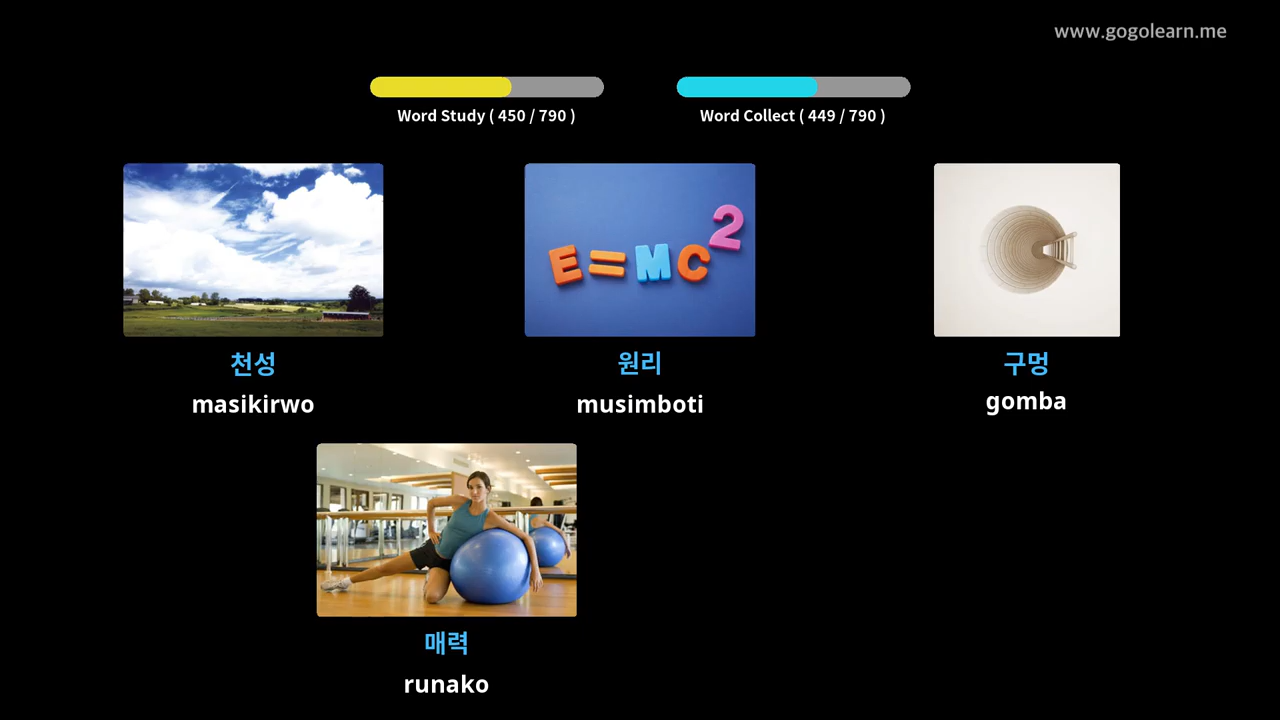 www.gogolearn.me
Word Study ( 450 / 790 )
Word Collect ( 449 / 790 )
E=MC2
천성
masikirwo
원리
musimboti
구멍
gomba
매력
runako